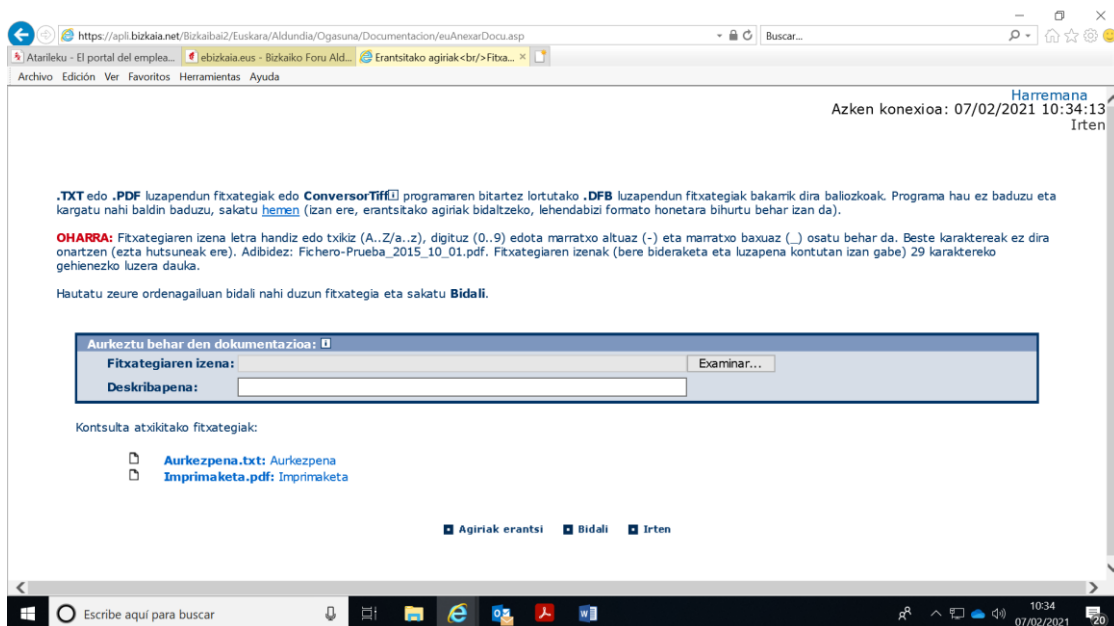 https://apli.bizkaia.net/Bizkaibai2/Euskara/Aldundia/Ogasuna/Documentacion/euAnexarDocu.asp
Buscar...
Atarileku - El portal del emplea...
ebizkaia.eus - Bizkaiko Foru Ald...
Erantsitako agiriak<br/>Fitxa...
Archivo Edición Ver Favoritos Herramientas Ayuda
Harremana
Azken konexioa: 07/02/2021 10:34:13
Irten
.TXT edo .PDF luzapendun fitxategiak edo ConversorTiff programaren bitartez lortutako .DFB luzapendun fitxategiak bakarrik dira baliozkoak. Programa hau ez baduzu eta
kargatu nahi baldin baduzu, sakatu hemen (izan ere, erantsitako agiriak bidaltzeko, lehendabizi formato honetara bihurtu behar izan da).
OHARRA: Fitxategiaren izena letra handiz edo txikiz (A..Z/a..z), digituz (0..9) edota marratxo altuaz (-) eta marratxo baxuaz (_) osatu behar da. Beste karaktereak ez dira
onartzen (ezta hutsuneak ere). Adibidez: Fichero-Prueba_2015_10_01.pdf. Fitxategiaren izenak (bere bideraketa eta luzapena kontutan izan gabe) 29 karaktereko
gehienezko luzera dauka.
Hautatu zeure ordenagailuan bidali nahi duzun fitxategia eta sakatu Bidali.
Aurkeztu behar den dokumentazioa:
Fitxategiaren izena:
Examinar...
Deskribapena:
Kontsulta atxikitako fitxategiak:
Aurkezpena.txt: Aurkezpena
Imprimaketa.pdf: Imprimaketa
Agiriak erantsi Bidali Irten
Escribe aquí para buscar
10:34
07/02/2021
20